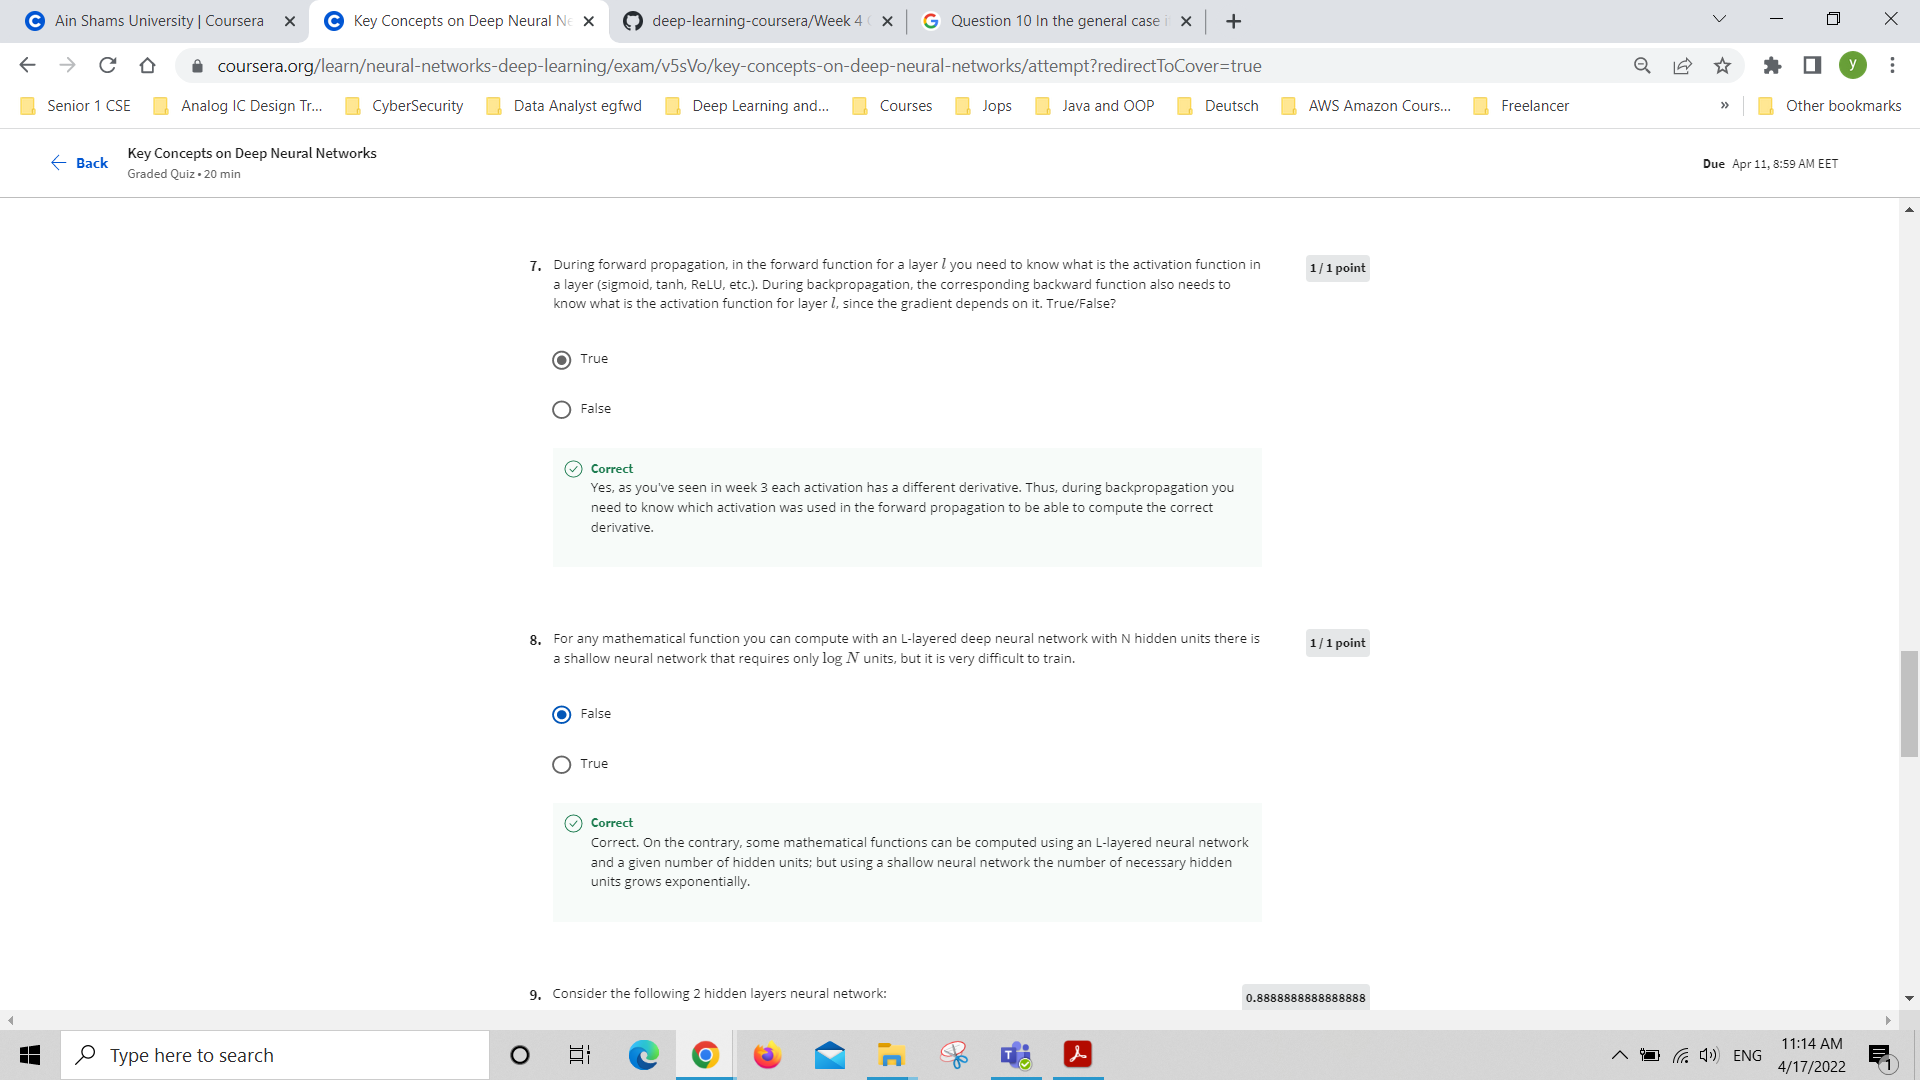 Ain Shams University | Coursera
Key Concepts on Deep Neural Ne
deep-learning-coursera/Week 4
Question 10 In the general case i
coursera.org/learn/neural-networks-deep-learning/exam/v5sVo/key-concepts-on-deep-neural-networks/attempt?redirectToCover=true
y
Senior 1 CSE
Analog IC Design Tr...
CyberSecurity
Data Analyst egfwd
Deep Learning and...
Courses
Jops
Java and OOP
Deutsch
AWS Amazon Cours...
Freelancer
»
Other bookmarks
Back
Key Concepts on Deep Neural Networks
Graded Quiz • 20 min
Due Apr 11, 8:59 AM EET
7. During forward propagation, in the forward function for a layer l you need to know what is the activation function in
a layer (sigmoid, tanh, ReLU, etc.). During backpropagation, the corresponding backward function also needs to
know what is the activation function for layer l, since the gradient depends on it. True/False?
1 / 1 point
True
False
Correct
Yes, as you've seen in week 3 each activation has a different derivative. Thus, during backpropagation you
need to know which activation was used in the forward propagation to be able to compute the correct
derivative.
8. For any mathematical function you can compute with an L-layered deep neural network with N hidden units there is
a shallow neural network that requires only log N units, but it is very difficult to train.
1 / 1 point
False
True
Correct
Correct. On the contrary, some mathematical functions can be computed using an L-layered neural network
and a given number of hidden units; but using a shallow neural network the number of necessary hidden
units grows exponentially.
9. Consider the following 2 hidden layers neural network:
0.8888888888888888
Type here to search
ENG
11:14 AM
4/17/2022
1